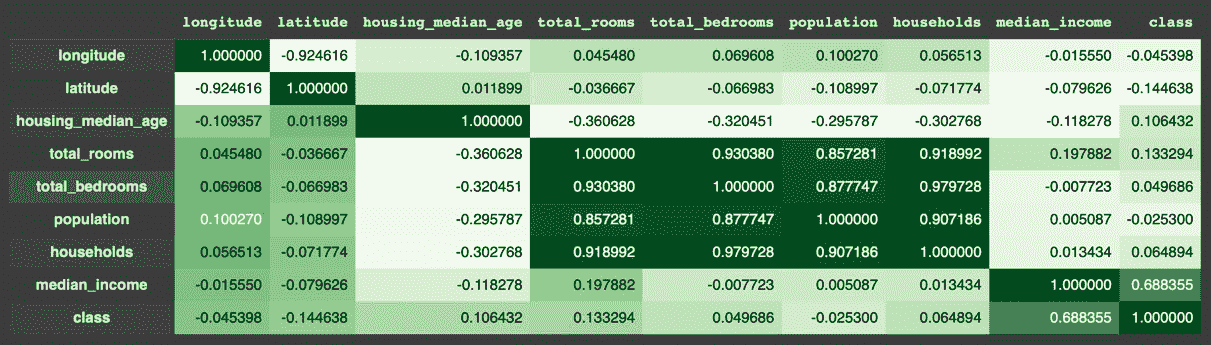 longitude latitude housing_median_age total_rooms total_bedrooms population households median_income class
longitude 1.000000 -0.924616 -0.109357 0.045480 0.069608 0.100270 0.056513 -0.015550 -0.045398
latitude -0.924616 1.000000 0.011899 -0.036667 -0.066983 -0.108997 -0.071774 -0.079626 -0.144638
housing_median_age -0.109357 0.011899 1.000000 -0.360628 -0.320451 -0.295787 -0.302768 -0.118278 0.106432
total_rooms 0.045480 -0.036667 -0.360628 1.000000 0.930380 0.857281 0.918992 0.197882 0.133294
total_bedrooms 0.069608 -0.066983 -0.320451 0.930380 1.000000 0.877747 0.979728 -0.007723 0.049686
population 0.100270 -0.108997 -0.295787 0.857281 0.877747 1.000000 0.907186 0.005087 -0.025300
households 0.056513 -0.071774 -0.302768 0.918992 0.979728 0.907186 1.000000 0.013434 0.064894
median_income -0.015550 -0.079626 -0.118278 0.197882 -0.007723 0.005087 0.013434 1.000000 0.688355
class -0.045398 -0.144638 0.106432 0.133294 0.049686 -0.025300 0.064894 0.688355 1.000000